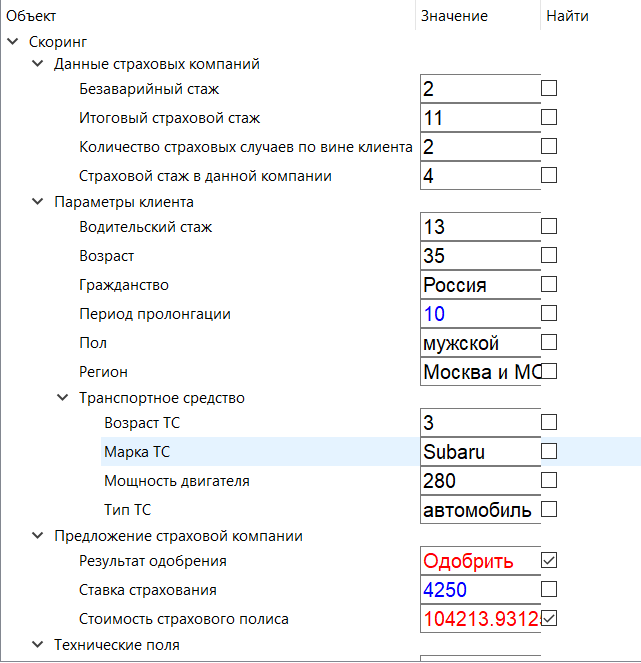 Объект Значение Найти
Скоринг
Данные страховых компаний
Безаварийный стаж 2
Итоговый страховой стаж 11
Количество страховых случаев по вине клиента 2
Страховой стаж в данной компании 4
Параметры клиента
Водительский стаж 13
Возраст 35
Гражданство Россия
Период пролонгации 10
Пол мужской
Регион Москва и МО
Транспортное средство
Возраст ТС 3
Марка ТС Subaru
Мощность двигателя 280
Тип ТС автомобиль
Предложение страховой компании
Результат одобрения Одобрить
Ставка страхования 4250
Стоимость страхового полиса 104213.9312
Технические поля